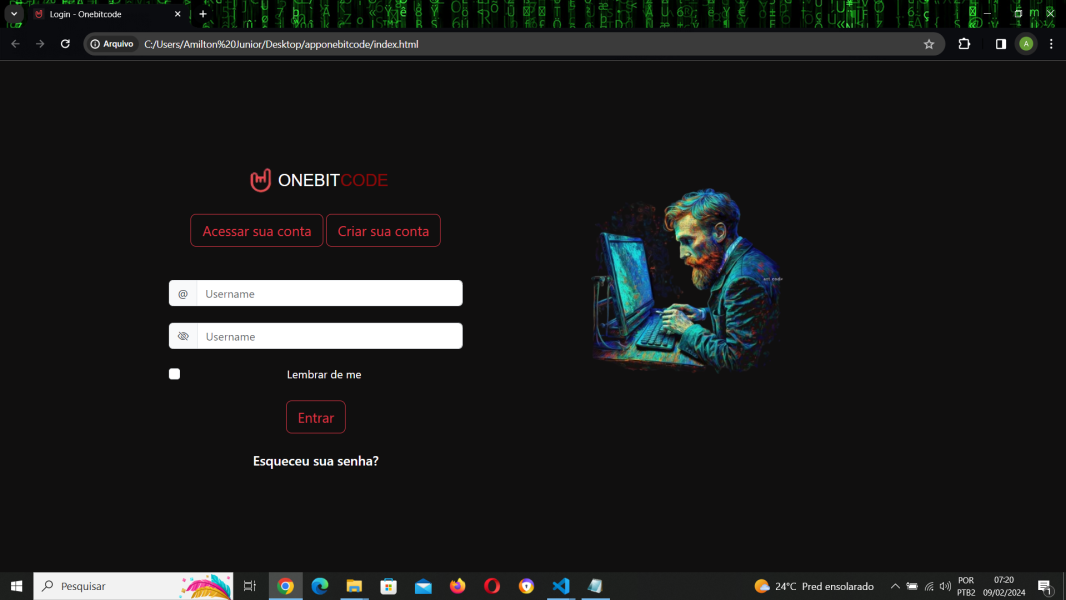 Login - Onebitcode
Arquivo
C:/Users/Amilton%20Junior/Desktop/apponebitcode/index.html
A
ONEBITCODE
Acessar sua conta
Criar sua conta
@ Username
Username
Lembrar de me
Entrar
Esqueceu sua senha?
Pesquisar
24°C Pred ensolarado
POR
PTB2
07:20
09/02/2024
1